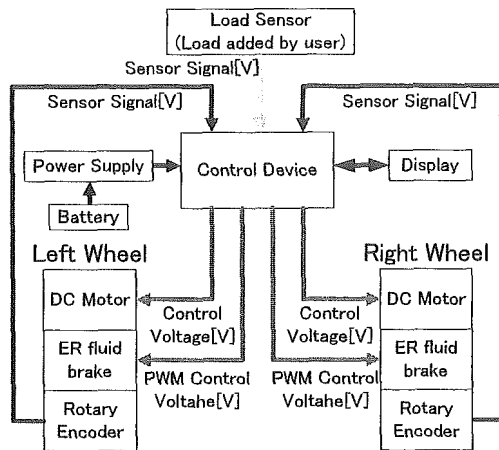 Load Sensor
(Load added by user)
Sensor Signal[V]
Sensor Signal[V]
Sensor Signal[V]
Power Supply
Control Device
Display
Battery
Left Wheel
Right Wheel
DC Motor
Control
Voltage[V]
Control
Voltage[V]
DC Motor
ER fluid
brake
PWM Control
Voltahe[V]
PWM Control
Voltahe[V]
ER fluid
brake
Rotary
Encoder
Rotary
Encoder